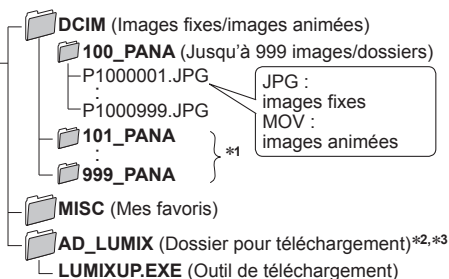 DCIM (Images fixes/images animées)
100_PANA (Jusqu'à 999 images/dossiers)
P1000001.JPG
:
P1000999.JPG
JPG :
images fixes
MOV :
images animées
101_PANA
:
999_PANA
*1
MISC (Mes favoris)
AD_LUMIX (Dossier pour téléchargement)*2,*3
LUMIXUP.EXE (Outil de téléchargement)